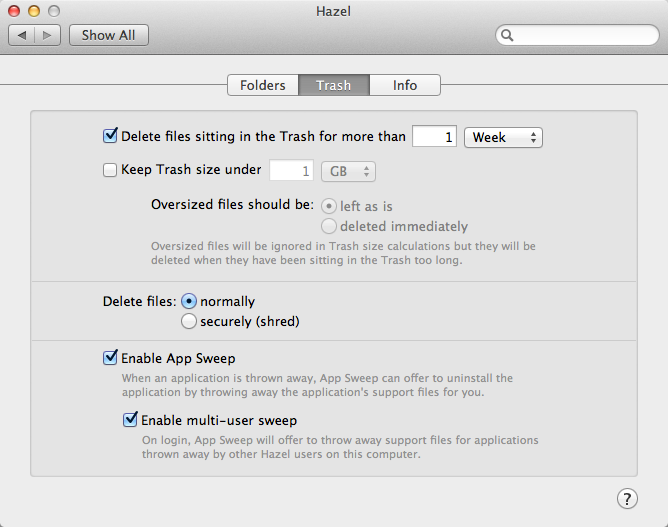 Hazel
Show All
Folders Trash Info
Delete files sitting in the Trash for more than 1 Week
Keep Trash size under 1 GB
Oversized files should be: left as is
deleted immediately
Oversized files will be ignored in Trash size calculations but they will be
deleted when they have been sitting in the Trash too long.
Delete files: normally
securely (shred)
Enable App Sweep
When an application is thrown away, App Sweep can offer to uninstall the
application by throwing away the application's support files for you.
Enable multi-user sweep
On login, App Sweep will offer to throw away support files for applications
thrown away by other Hazel users on this computer.
?